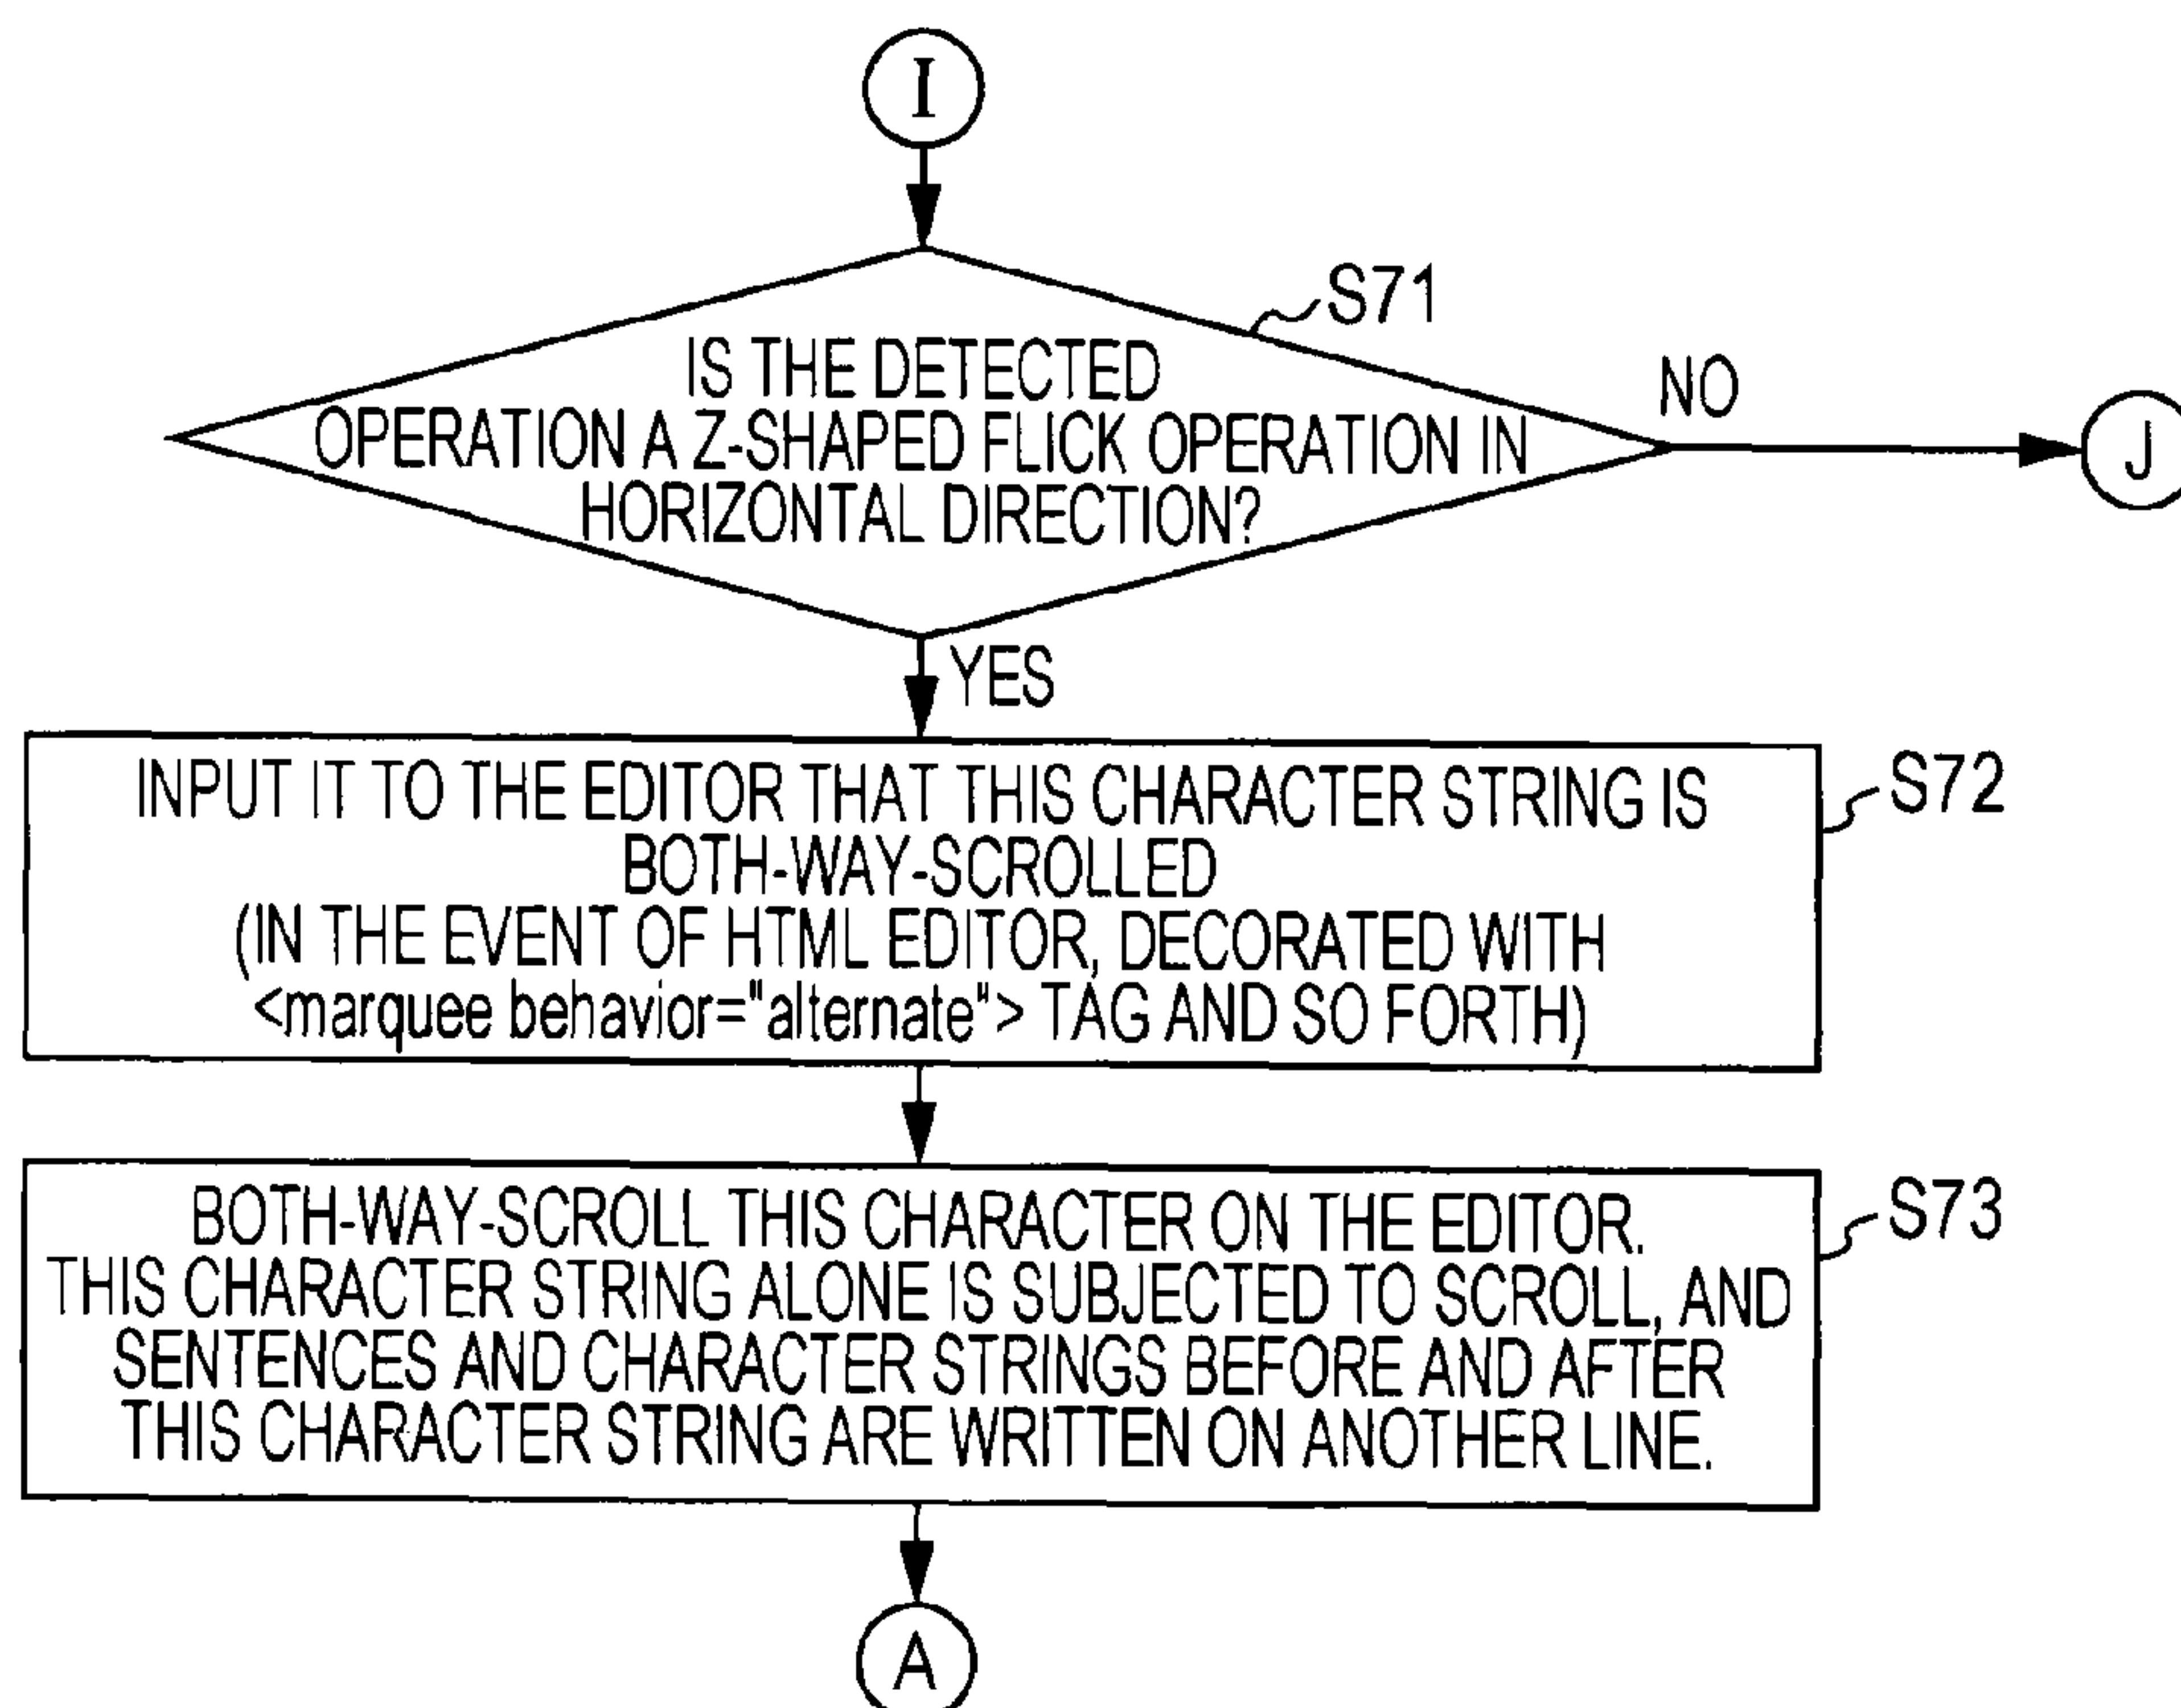 I
S71
IS THE DETECTED
OPERATION A Z-SHAPED FLICK OPERATION IN
HORIZONTAL DIRECTION?
NO
J
YES
INPUT IT TO THE EDITOR THAT THIS CHARACTER STRING IS
BOTH-WAY-SCROLLED
(IN THE EVENT OF HTML EDITOR, DECORATED WITH
<marquee behavior="alternate"> TAG AND SO FORTH)
S72
BOTH-WAY-SCROLL THIS CHARACTER ON THE EDITOR.
THIS CHARACTER STRING ALONE IS SUBJECTED TO SCROLL, AND
SENTENCES AND CHARACTER STRINGS BEFORE AND AFTER
THIS CHARACTER STRING ARE WRITTEN ON ANOTHER LINE.
S73
A